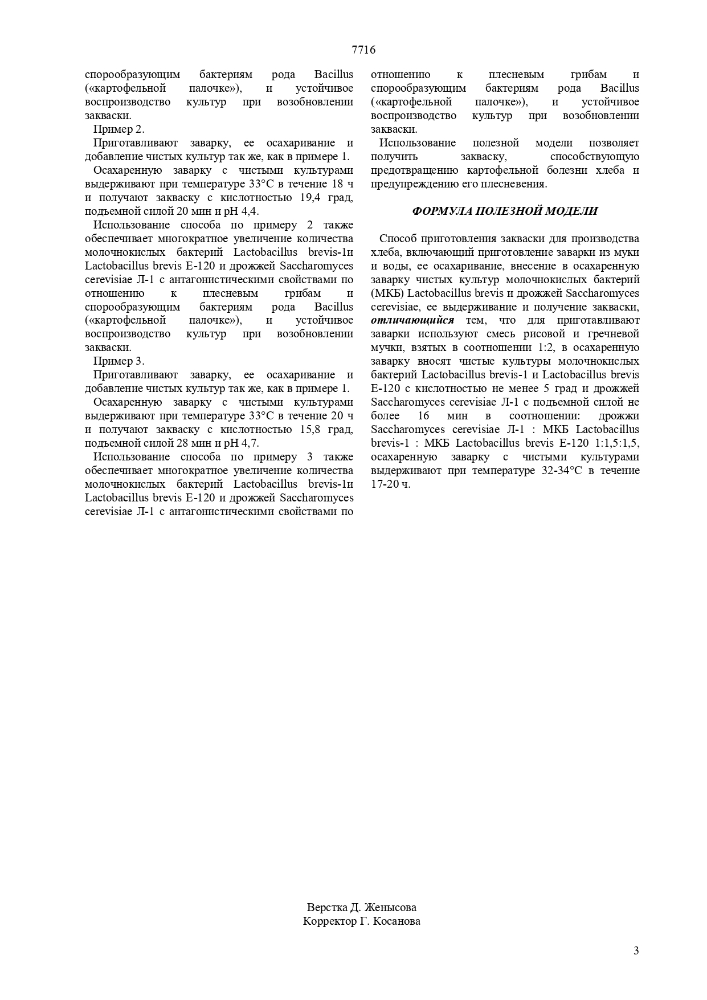 7716
спорообразующим бактериям рода Bacillus
(«картофельной палочке»), и устойчивое
воспроизводство культур при возобновлении
закваски.
Пример 2.
Приготавливают заварку, ее осахаривание и
добавление чистых культур так же, как в примере 1.
Осахаренную заварку с чистыми культурами
выдерживают при температуре 33°С в течение 18 ч
и получают закваску с кислотностью 19,4 град,
подъемной силой 20 мин и рН 4,4.
Использование способа по примеру 2 также
обеспечивает многократное увеличение количества
молочнокислых бактерий Lactobacillus brevis-1и
Lactobacillus brevis E-120 и дрожжей Saccharomyces
cerevisiae Л-1 с антагонистическими свойствами по
отношению к плесневым грибам и
спорообразующим бактериям рода Bacillus
(«картофельной палочке»), и устойчивое
воспроизводство культур при возобновлении
закваски.
Пример 3.
Приготавливают заварку, ее осахаривание и
добавление чистых культур так же, как в примере 1.
Осахаренную заварку с чистыми культурами
выдерживают при температуре 33°С в течение 20 ч
и получают закваску с кислотностью 15,8 град,
подъемной силой 28 мин и рН 4,7.
Использование способа по примеру 3 также
обеспечивает многократное увеличение количества
молочнокислых бактерий Lactobacillus brevis-1и
Lactobacillus brevis E-120 и дрожжей Saccharomyces
cerevisiae Л-1 с антагонистическими свойствами по
отношению к плесневым грибам и
спорообразующим бактериям рода Bacillus
(«картофельной палочке»), и устойчивое
воспроизводство культур при возобновлении
закваски.
Использование полезной модели позволяет
получить закваску, способствующую
предотвращению картофельной болезни хлеба и
предупреждению его плесневения.
ФОРМУЛА ПОЛЕЗНОЙ МОДЕЛИ
Способ приготовления закваски для производства
хлеба, включающий приготовление заварки из муки
и воды, ее осахаривание, внесение в осахаренную
заварку чистых культур молочнокислых бактерий
(МКБ) Lactobacillus brevis и дрожжей Saccharomyces
cerevisiae, ее выдерживание и получение закваски,
отличающийся тем, что для приготавливают
заварки используют смесь рисовой и гречневой
мучки, взятых в соотношении 1:2, в осахаренную
заварку вносят чистые культуры молочнокислых
бактерий Lactobacillus brevis-1 и Lactobacillus brevis
E-120 с кислотностью не менее 5 град и дрожжей
Saccharomyces cerevisiae Л-1 с подъемной силой не
более 16 мин в соотношении: дрожжи
Saccharomyces cerevisiae Л-1 : МКБ Lactobacillus
brevis-1 : МКБ Lactobacillus brevis E-120 1:1,5:1,5,
осахаренную заварку с чистыми культурами
выдерживают при температуре 32-34°С в течение
17-20 ч.
Верстка Д. Женысова
Корректор Г. Косанова
3